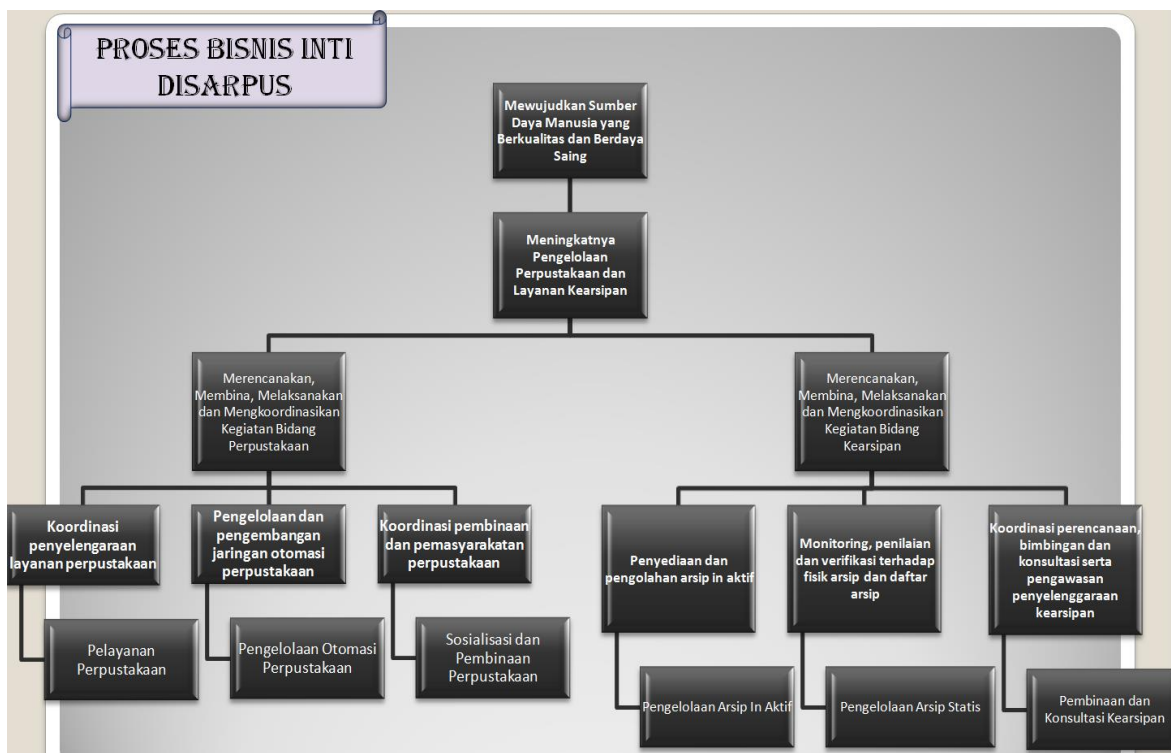 PROSES BISNIS INTI
DISARPUS
Mewujudkan Sumber
Daya Manusia yang
Berkualitas dan Berdaya
Saing
Meningkatnya
Pengelolaan
Perpustakaan dan
Layanan Kearsipan
Merencanakan,
Membina, Melaksanakan
dan Mengkoordinasikan
Kegiatan Bidang
Perpustakaan
Merencanakan,
Membina, Melaksanakan
dan Mengkoordinasikan
Kegiatan Bidang
Kearsipan
Koordinasi
penyelengaraan
layanan perpustakaan
Pengelolaan dan
pengembangan
jaringan otomasi
perpustakaan
Koordinasi pembinaan
dan pemasyarakatan
perpustakaan
Penyediaan dan
pengolahan arsip in aktif
Monitoring, penilaian
dan verifikasi terhadap
fisik arsip dan daftar
arsip
Koordinasi perencanaan,
bimbingan dan
konsultasi serta
pengawasan
penyelenggaraan
kearsipan
Pelayanan
Perpustakaan
Pengelolaan Otomasi
Perpustakaan
Sosialisasi dan
Pembinaan
Perpustakaan
Pengelolaan Arsip In Aktif
Pengelolaan Arsip Statis
Pembinaan dan
Konsultasi Kearsipan